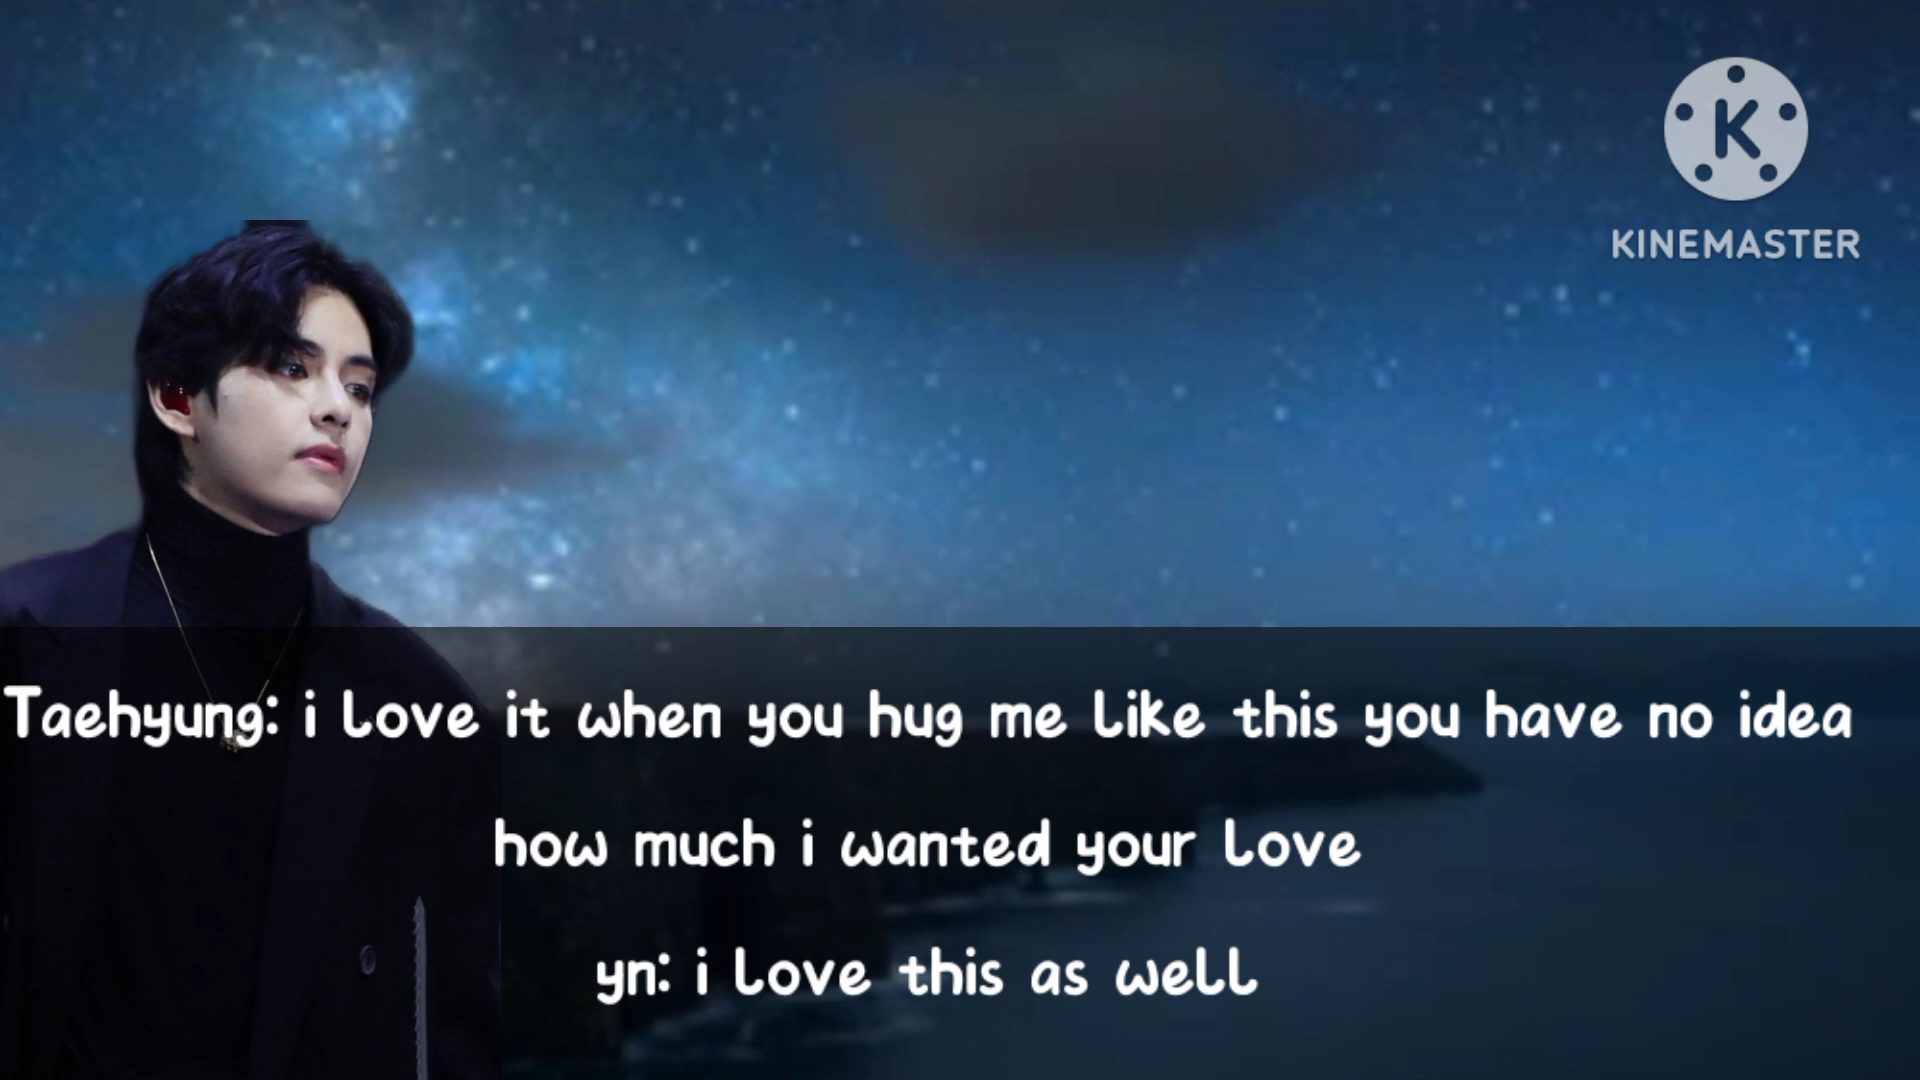 K
KINEMASTER
Taehyung: i love it when you hug me like this you have no idea
how much i wanted your love
yn: i love this as well